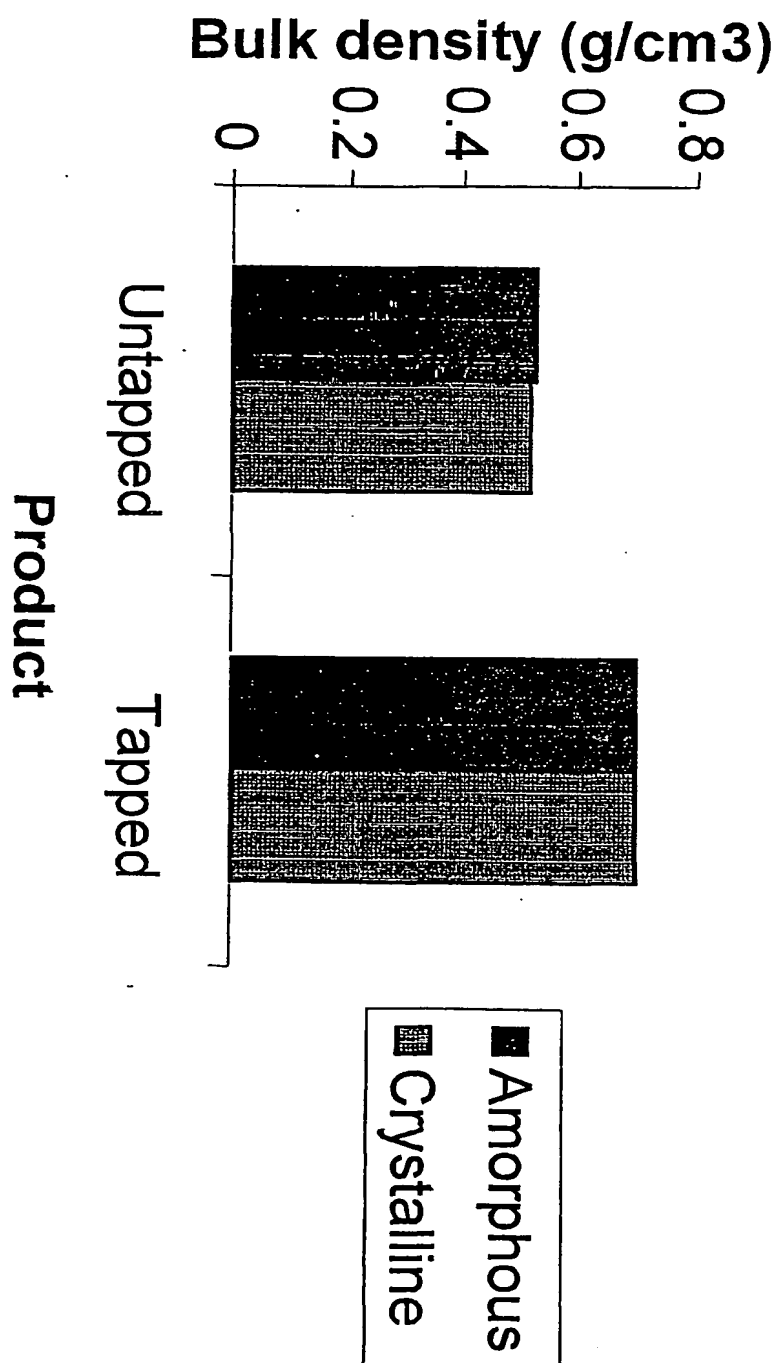 Bulk density (g/cm3)
0.8
0.6
0.4
0.2
0
Untapped
Tapped
Product
Amorphous
Crystalline